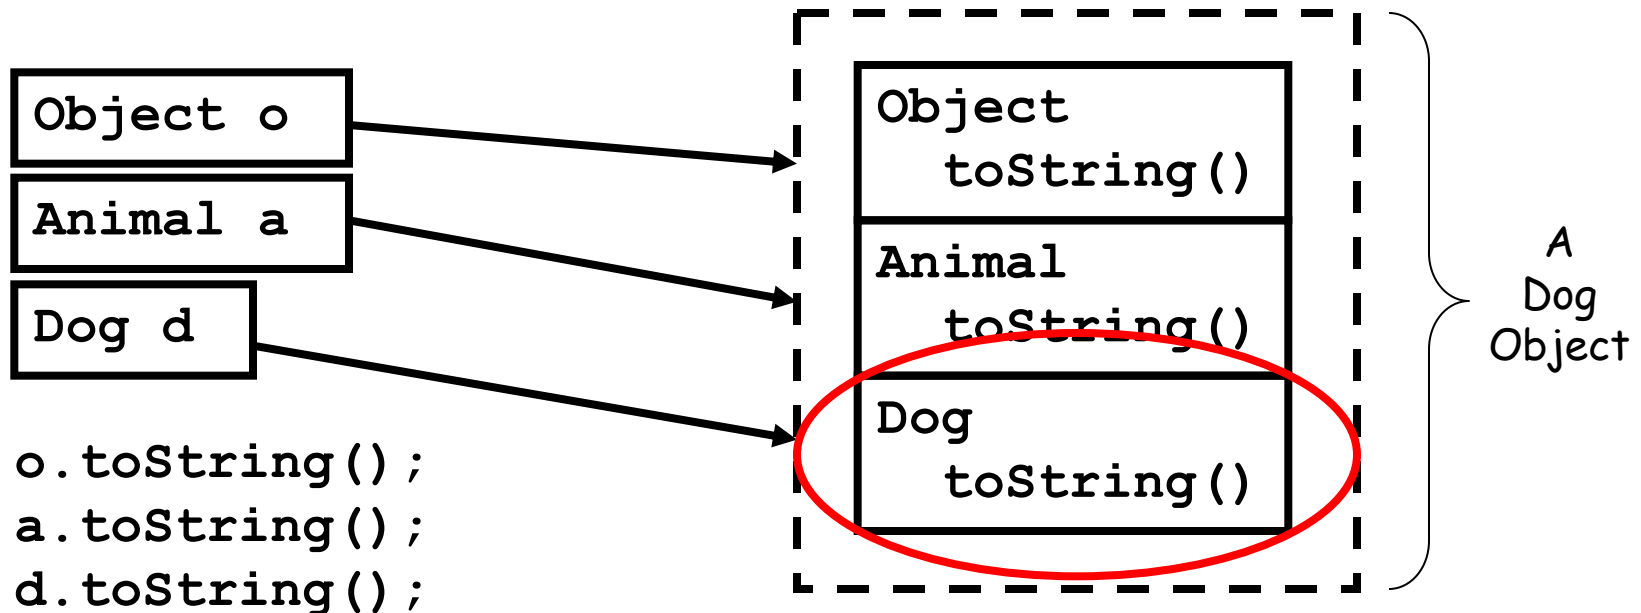 Object o
Animal a
Dog d
o.toString();
a.toString();
d.toString();
Object
toString()
Animal
toString()
Dog
toString()
A
Dog
Object